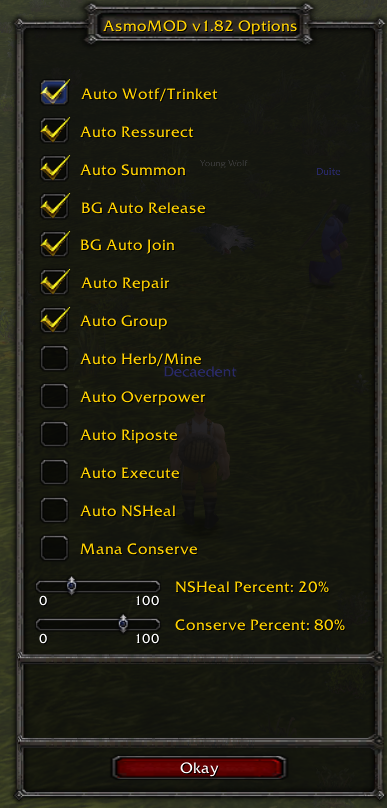 AsmoMOD v1.82 Options
Auto Wotf/Trinket
Auto Ressurect
Young Wolf
Auto Summon
Duito
BG Auto Release
BG Auto Join
Auto Repair
Auto Group
Auto Herb/Mine
Decaedent
Auto Overpower
Auto Riposte
Auto Execute
Auto NSHeal
Mana Conserve
NSHeal Percent: 20%
0 100
Conserve Percent: 80%
0 100
Okay